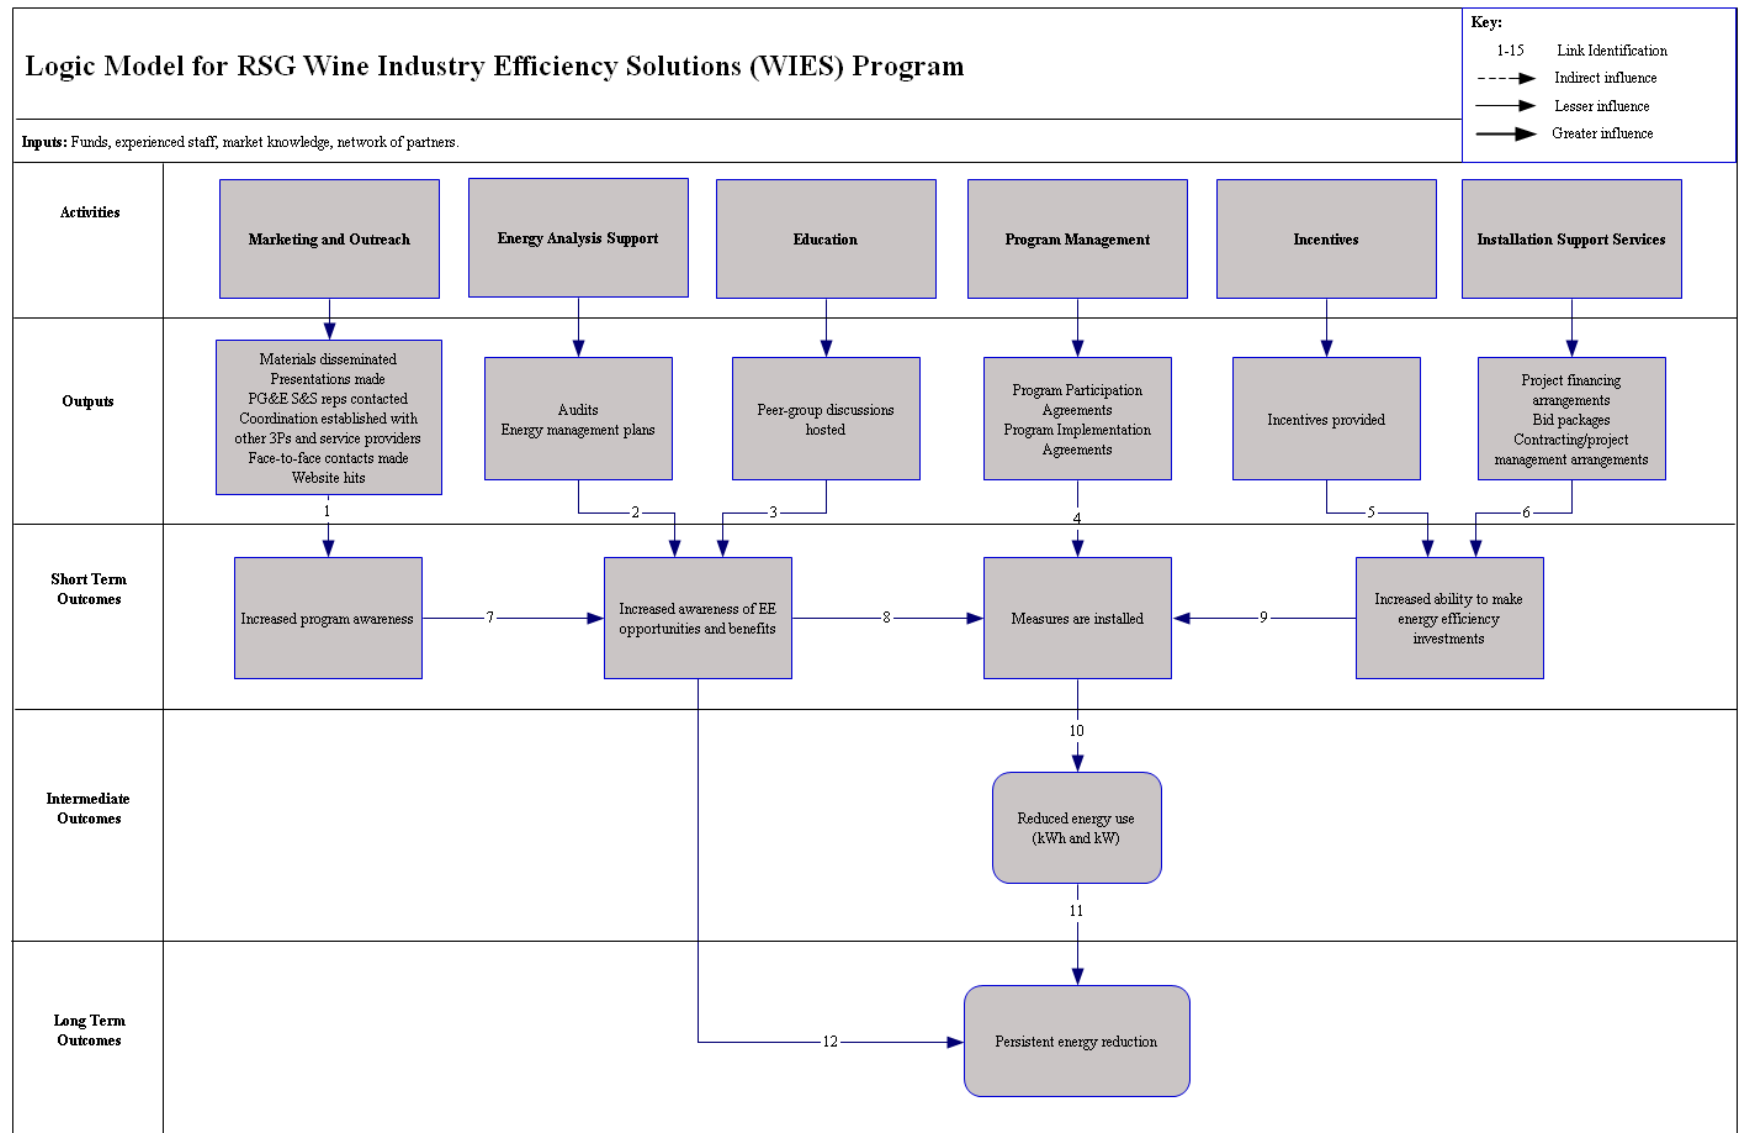 Logic Model for RSG Wine Industry Efficiency Solutions (WIES) Program
Key:
1-15 Link Identification
Indirect influence
Lesser influence
Greater influence
Inputs: Funds, experienced staff, market knowledge, network of partners.
Activities
Marketing and Outreach
Energy Analysis Support
Education
Program Management
Incentives
Installation Support Services
Outputs
Materials disseminated
Presentations made
PG&E S&S reps contacted
Coordination established with
other 3Ps and service providers
Face-to-face contacts made
Website hits
Audits
Energy management plans
Peer-group discussions
hosted
Program Participation
Agreements
Program Implementation
Agreements
Incentives provided
Project financing
arrangements
Bid packages
Contracting/project
management arrangements
1
2
3
4
5
6
Short Term
Outcomes
Increased program awareness
7
Increased awareness of EE
opportunities and benefits
8
Measures are installed
9
Increased ability to make
energy efficiency
investments
10
Intermediate
Outcomes
Reduced energy use
(kWh and kW)
11
Long Term
Outcomes
12
Persistent energy reduction